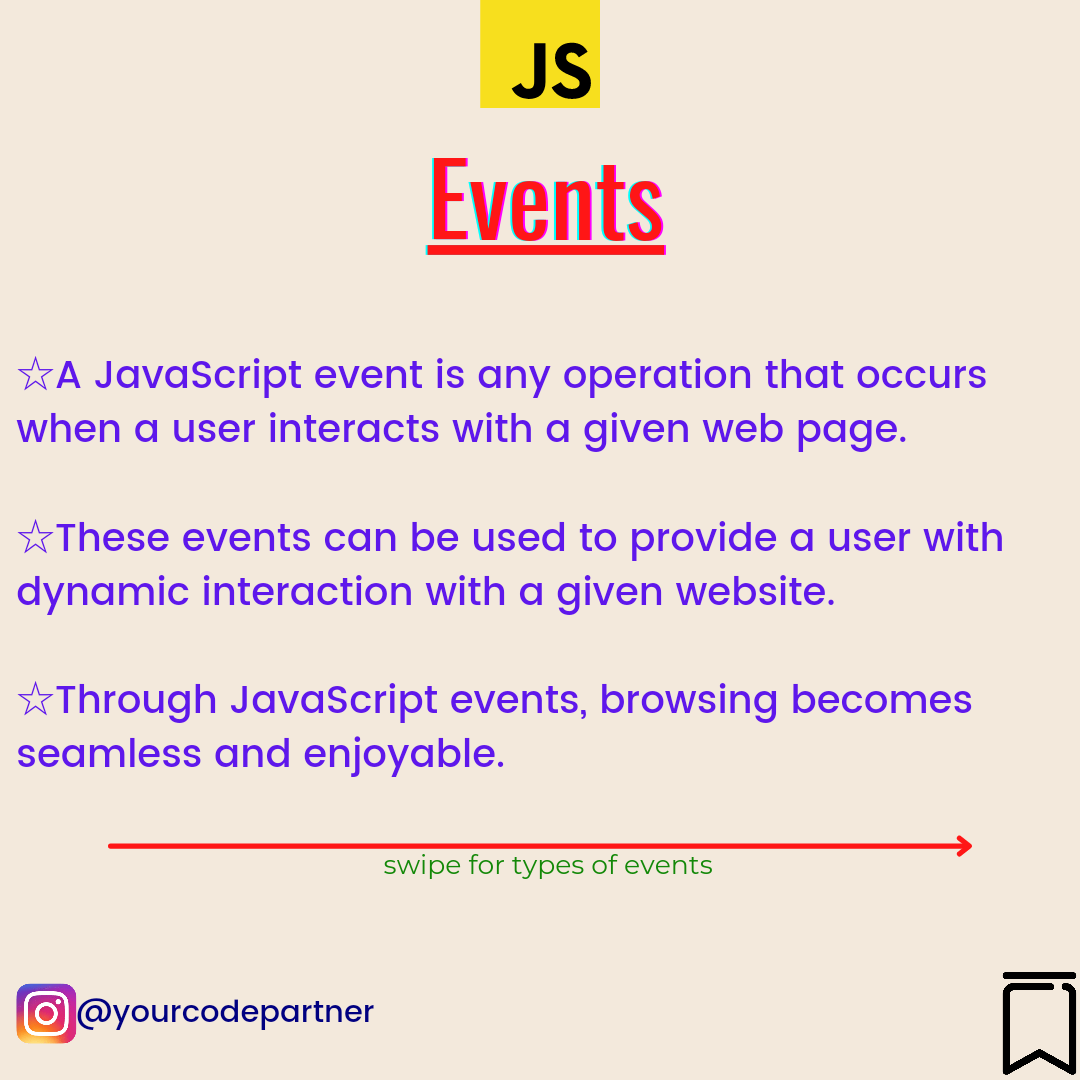 JS
Events
☆A JavaScript event is any operation that occurs
when a user interacts with a given web page.
☆These events can be used to provide a user with
dynamic interaction with a given website.
☆Through JavaScript events, browsing becomes
seamless and enjoyable.
swipe for types of events
@yourcodepartner